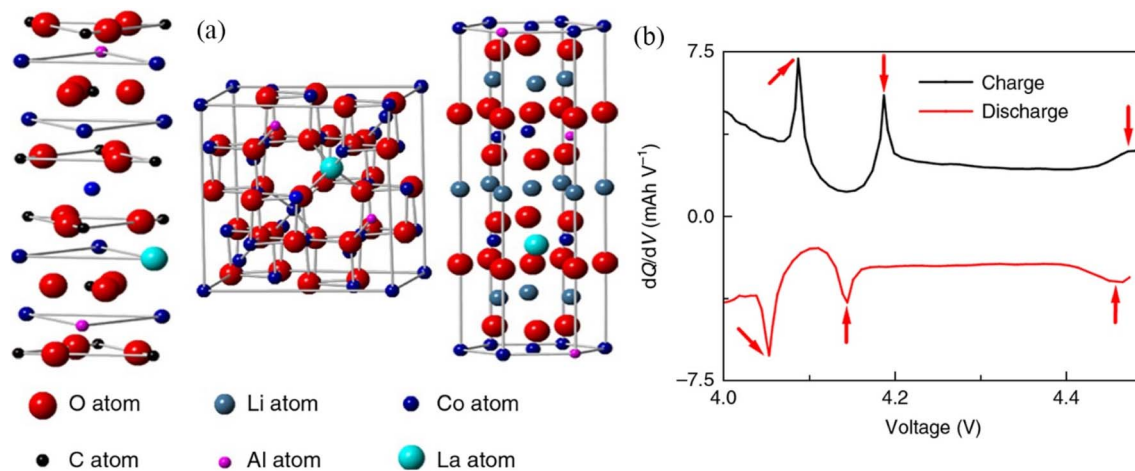 (a)
O atom
Li atom
Co atom
C atom
Al atom
La atom
(b)
7.5
0.0
−7.5
dQ/dV (mAh V⁻¹)
Charge
Discharge
4.0
4.2
4.4
Voltage (V)